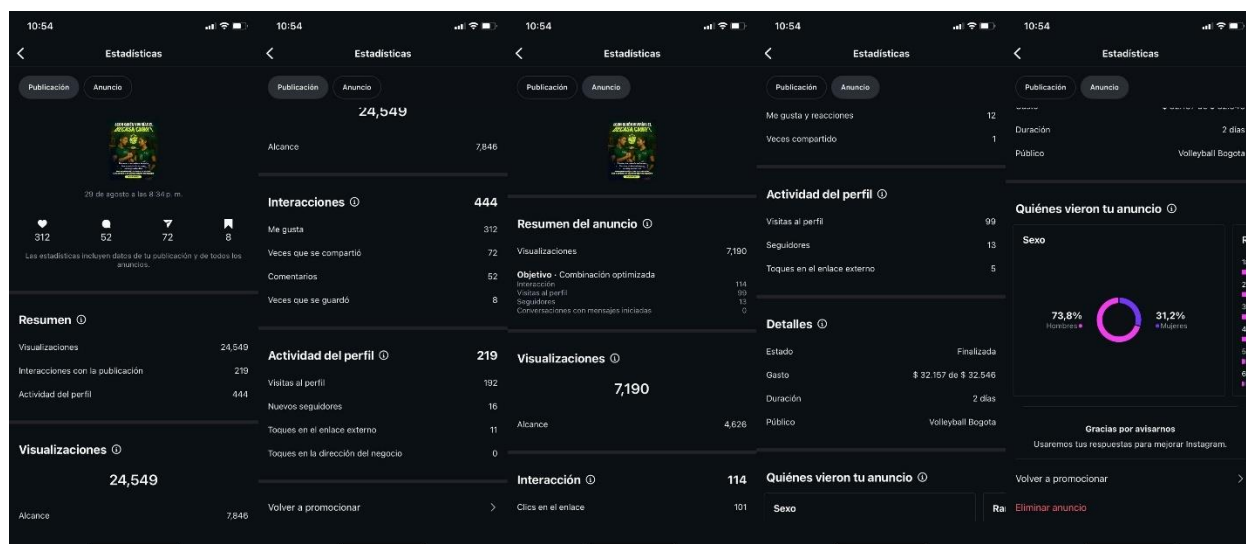 10:54
Estadísticas
Publicación
Anuncio
29 de agosto a las 8:34 p. m.
312
52
72
8
Las estadísticas incluyen datos de tu publicación y de todos los
anuncios.
Resumen
Visualizaciones 24,549
Interacciones con la publicación 219
Actividad del perfil 444
Visualizaciones
24,549
Alcance 7,846
10:54
Estadísticas
Publicación
Anuncio
24,549
Alcance 7,846
Interacciones 444
Me gusta 312
Veces que se compartió 72
Comentarios 52
Veces que se guardó 8
Actividad del perfil 219
Visitas al perfil 192
Nuevos seguidores 16
Toques en el enlace externo 11
Toques en la dirección del negocio 0
Volver a promocionar
10:54
Estadísticas
Publicación
Anuncio
Resumen del anuncio
Visualizaciones 7,190
Objetivo · Combinación optimizada
Interacción 114
Visitas al perfil 99
Seguidores 13
Conversaciones con mensajes iniciadas 0
Visualizaciones
7,190
Alcance 4,626
Interacción 114
Clics en el enlace 101
10:54
Estadísticas
Publicación
Anuncio
Me gusta y reacciones 12
Veces compartido 1
Actividad del perfil
Visitas al perfil 99
Seguidores 13
Toques en el enlace externo 5
Detalles
Estado Finalizada
Gasto $ 32.157 de $ 32.546
Duración 2 días
Público Volleyball Bogota
Quiénes vieron tu anuncio
Sexo
Ra
10:54
Estadísticas
Publicación
Anuncio
Duración 2 días
Público Volleyball Bogota
Quiénes vieron tu anuncio
Sexo
73,8%
Hombres
31,2%
Mujeres
Gracias por avisarnos
Usaremos tus respuestas para mejorar Instagram.
Volver a promocionar
Eliminar anuncio